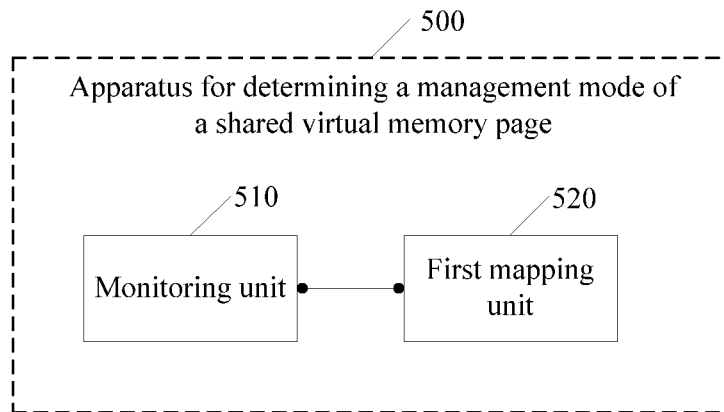 500
Apparatus for determining a management mode of
a shared virtual memory page
510
520
Monitoring unit
First mapping
unit